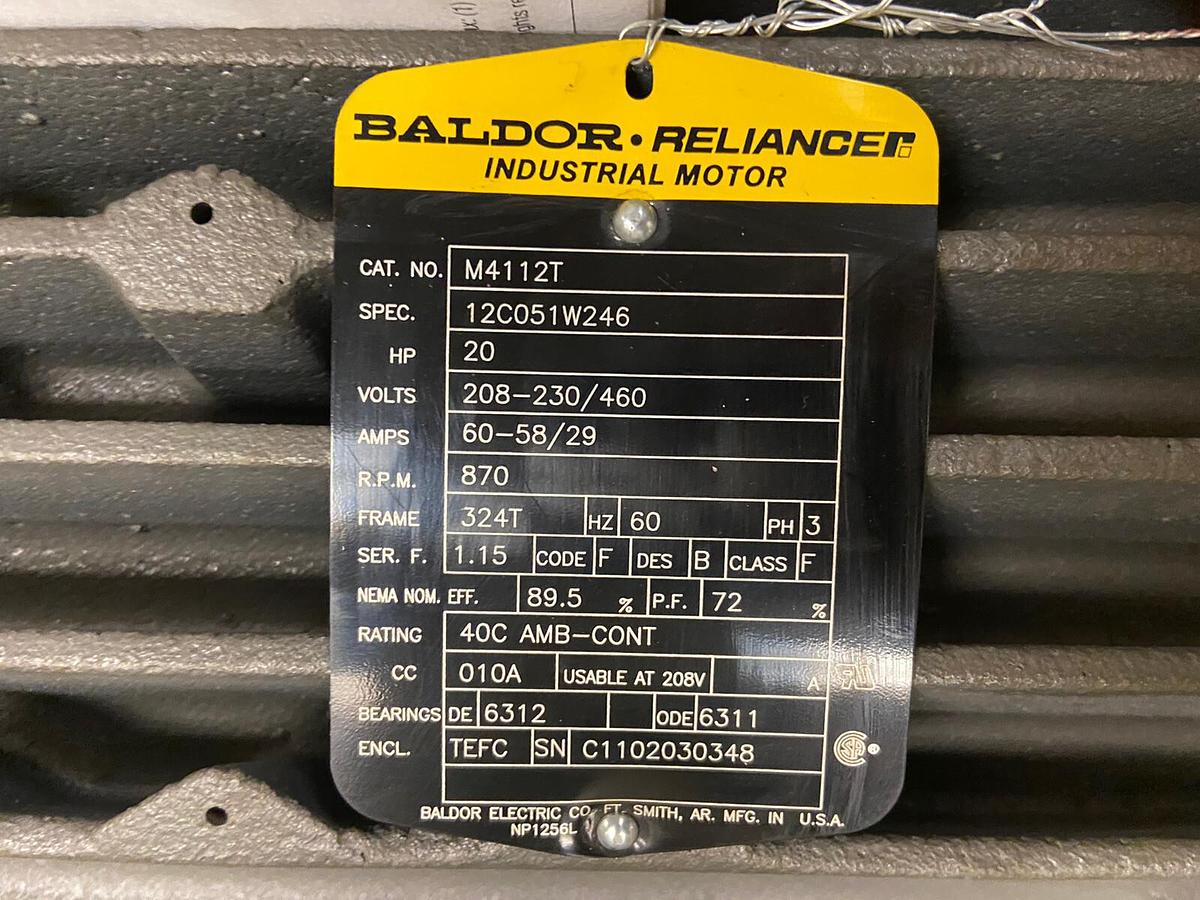 BALDOR • RELIANCE
INDUSTRIAL MOTOR
CAT. NO. M4112T
SPEC. 12C051W246
HP 20
VOLTS 208-230/460
AMPS 60-58/29
R.P.M. 870
FRAME 324T HZ 60 PH 3
SER. F. 1.15 CODE F DES B CLASS F
NEMA NOM. EFF. 89.5 % P.F. 72 %
RATING 40C AMB-CONT
CC 010A USABLE AT 208V A
BEARINGS DE 6312 ODE 6311
ENCL. TEFC SN C1102030348
BALDOR ELECTRIC CO. FT. SMITH, AR. MFG. IN U.S.A.
NP1256L